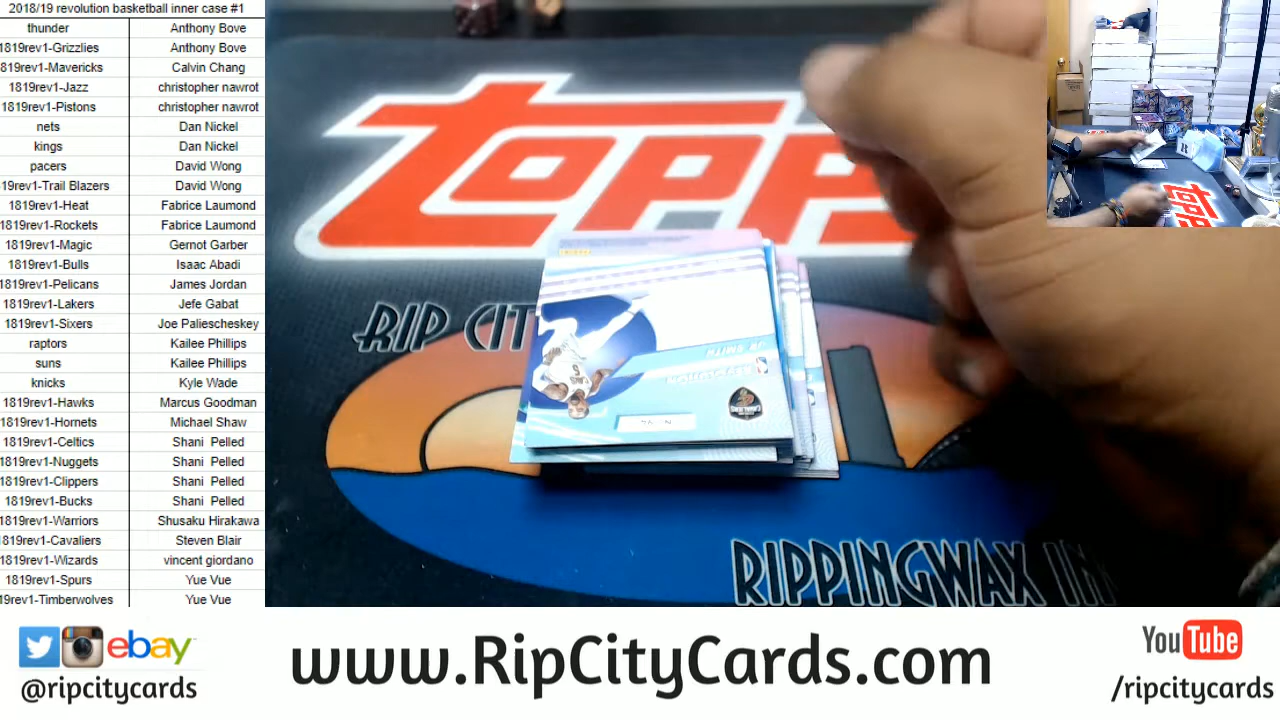 2018/19 revolution basketball inner case #1
thunder Anthony Bove
1819rev1-Grizzlies Anthony Bove
1819rev1-Mavericks Calvin Chang
1819rev1-Jazz christopher nawrot
1819rev1-Pistons christopher nawrot
nets Dan Nickel
kings Dan Nickel
pacers David Wong
19rev1-Trail Blazers David Wong
1819rev1-Heat Fabrice Laumond
1819rev1-Rockets Fabrice Laumond
1819rev1-Magic Gernot Garber
1819rev1-Bulls Isaac Abadi
1819rev1-Pelicans James Jordan
1819rev1-Lakers Jefe Gabat
1819rev1-Sixers Joe Paliescheskey
raptors Kailee Phillips
suns Kailee Phillips
knicks Kyle Wade
1819rev1-Hawks Marcus Goodman
1819rev1-Hornets Michael Shaw
1819rev1-Celtics Shani Pelled
1819rev1-Nuggets Shani Pelled
1819rev1-Clippers Shani Pelled
1819rev1-Bucks Shani Pelled
1819rev1-Warriors Shusaku Hirakawa
1819rev1-Cavaliers Steven Blair
1819rev1-Wizards vincent giordano
1819rev1-Spurs Yue Vue
19rev1-Timberwolves Yue Vue
topps
RIP CIT
JR SMITH
REVOLUTION
RIPPINGWAX IN
ebay
@ripcitycards
www.RipCityCards.com
YouTube
/ripcitycards